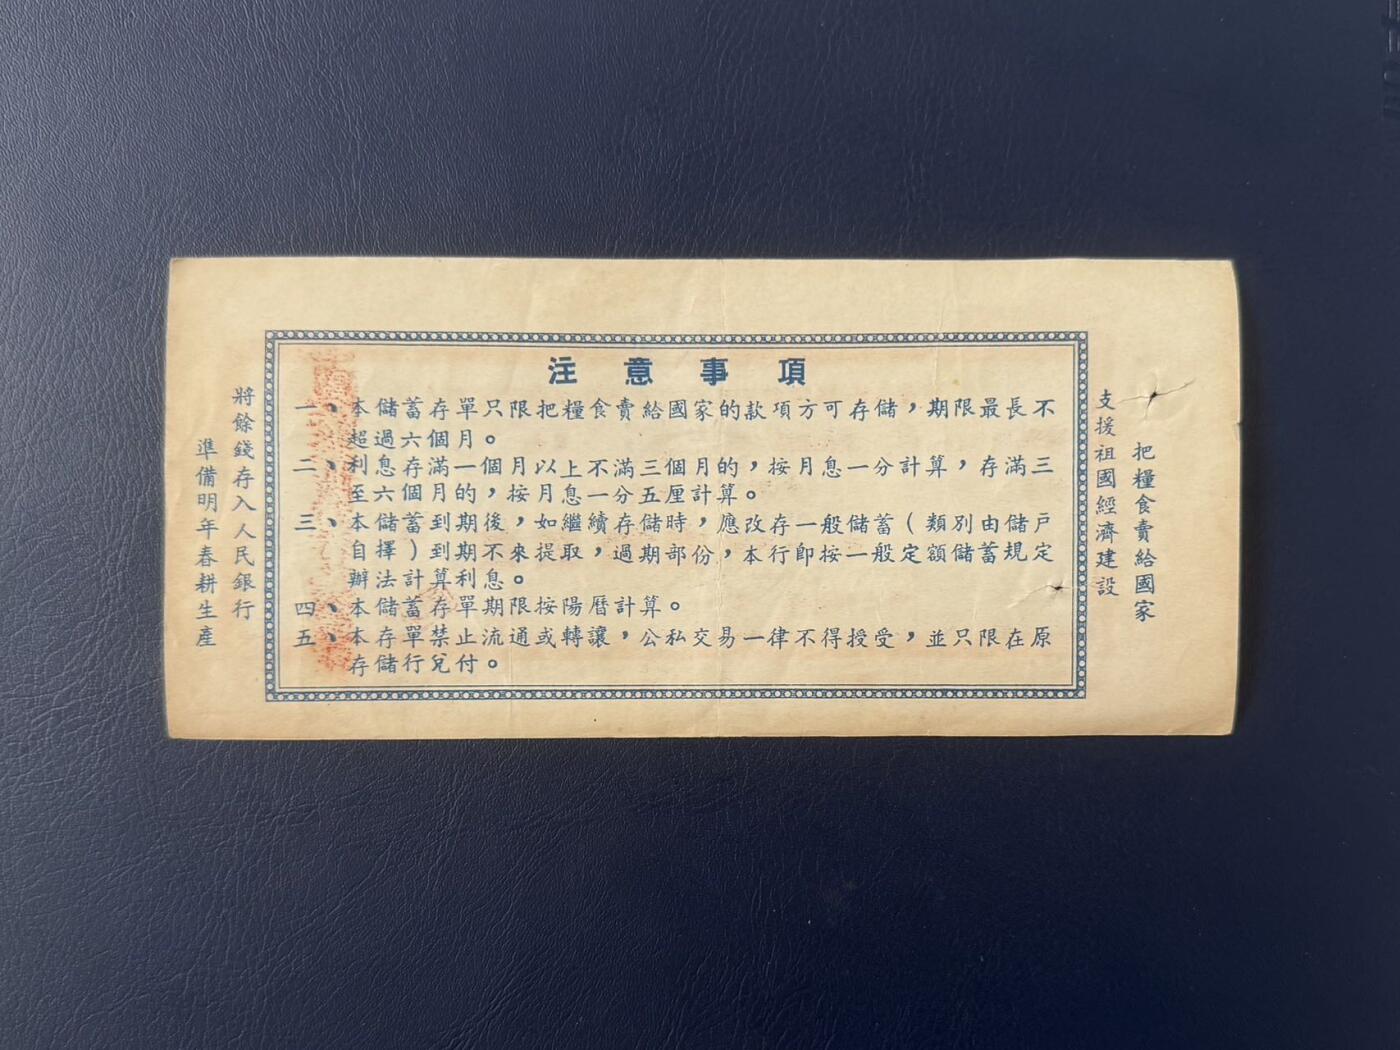 注意事項
一、本儲蓄存單只限把糧食賣給國家的款項方可存儲，期限最長不
超過六個月。
二、利息存滿一個月以上不滿三個月的，按月息一分計算，存滿三
至六個月的，按月息一分五厘計算。
三、本儲蓄到期後，如繼續存儲時，應改存一般儲蓄（類別由儲戶
自擇）到期不來提取，過期部份，本行即按一般定額儲蓄規定
辦法計算利息。
四、本儲蓄存單期限按陽曆計算。
五、本存單禁止流通或轉讓，公私交易一律不得授受，並只限在原
存儲行兌付。
把糧食賣給國家
支援祖國經濟建設
將餘錢存入人民銀行
準備明年春耕生產